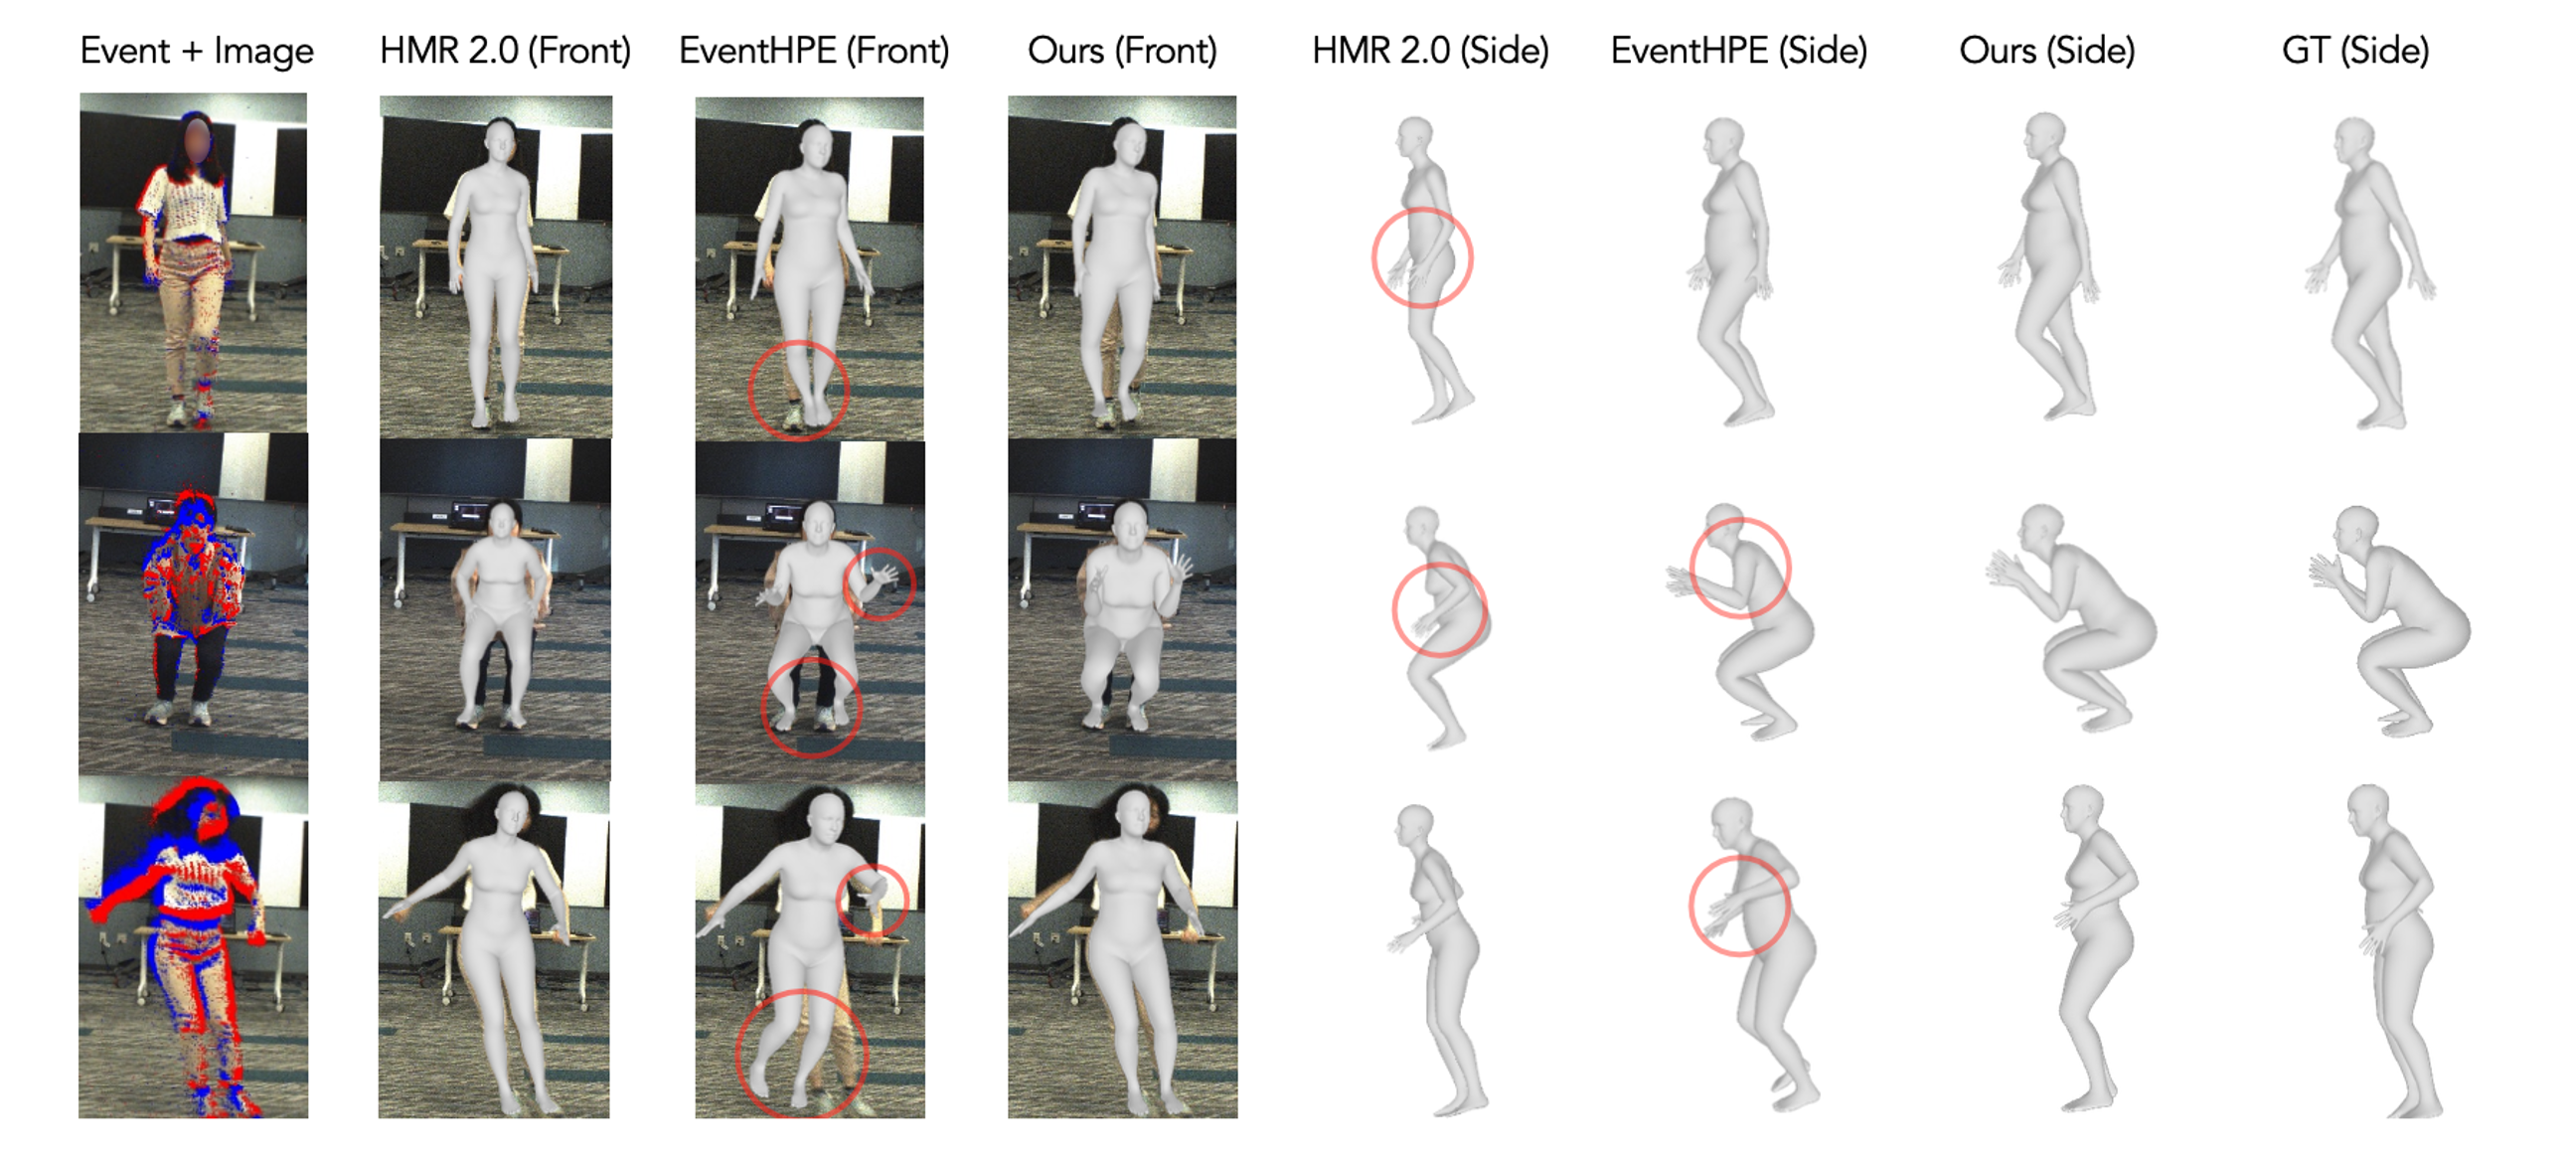 Event + Image
HMR 2.0 (Front)
EventHPE (Front)
Ours (Front)
HMR 2.0 (Side)
EventHPE (Side)
Ours (Side)
GT (Side)